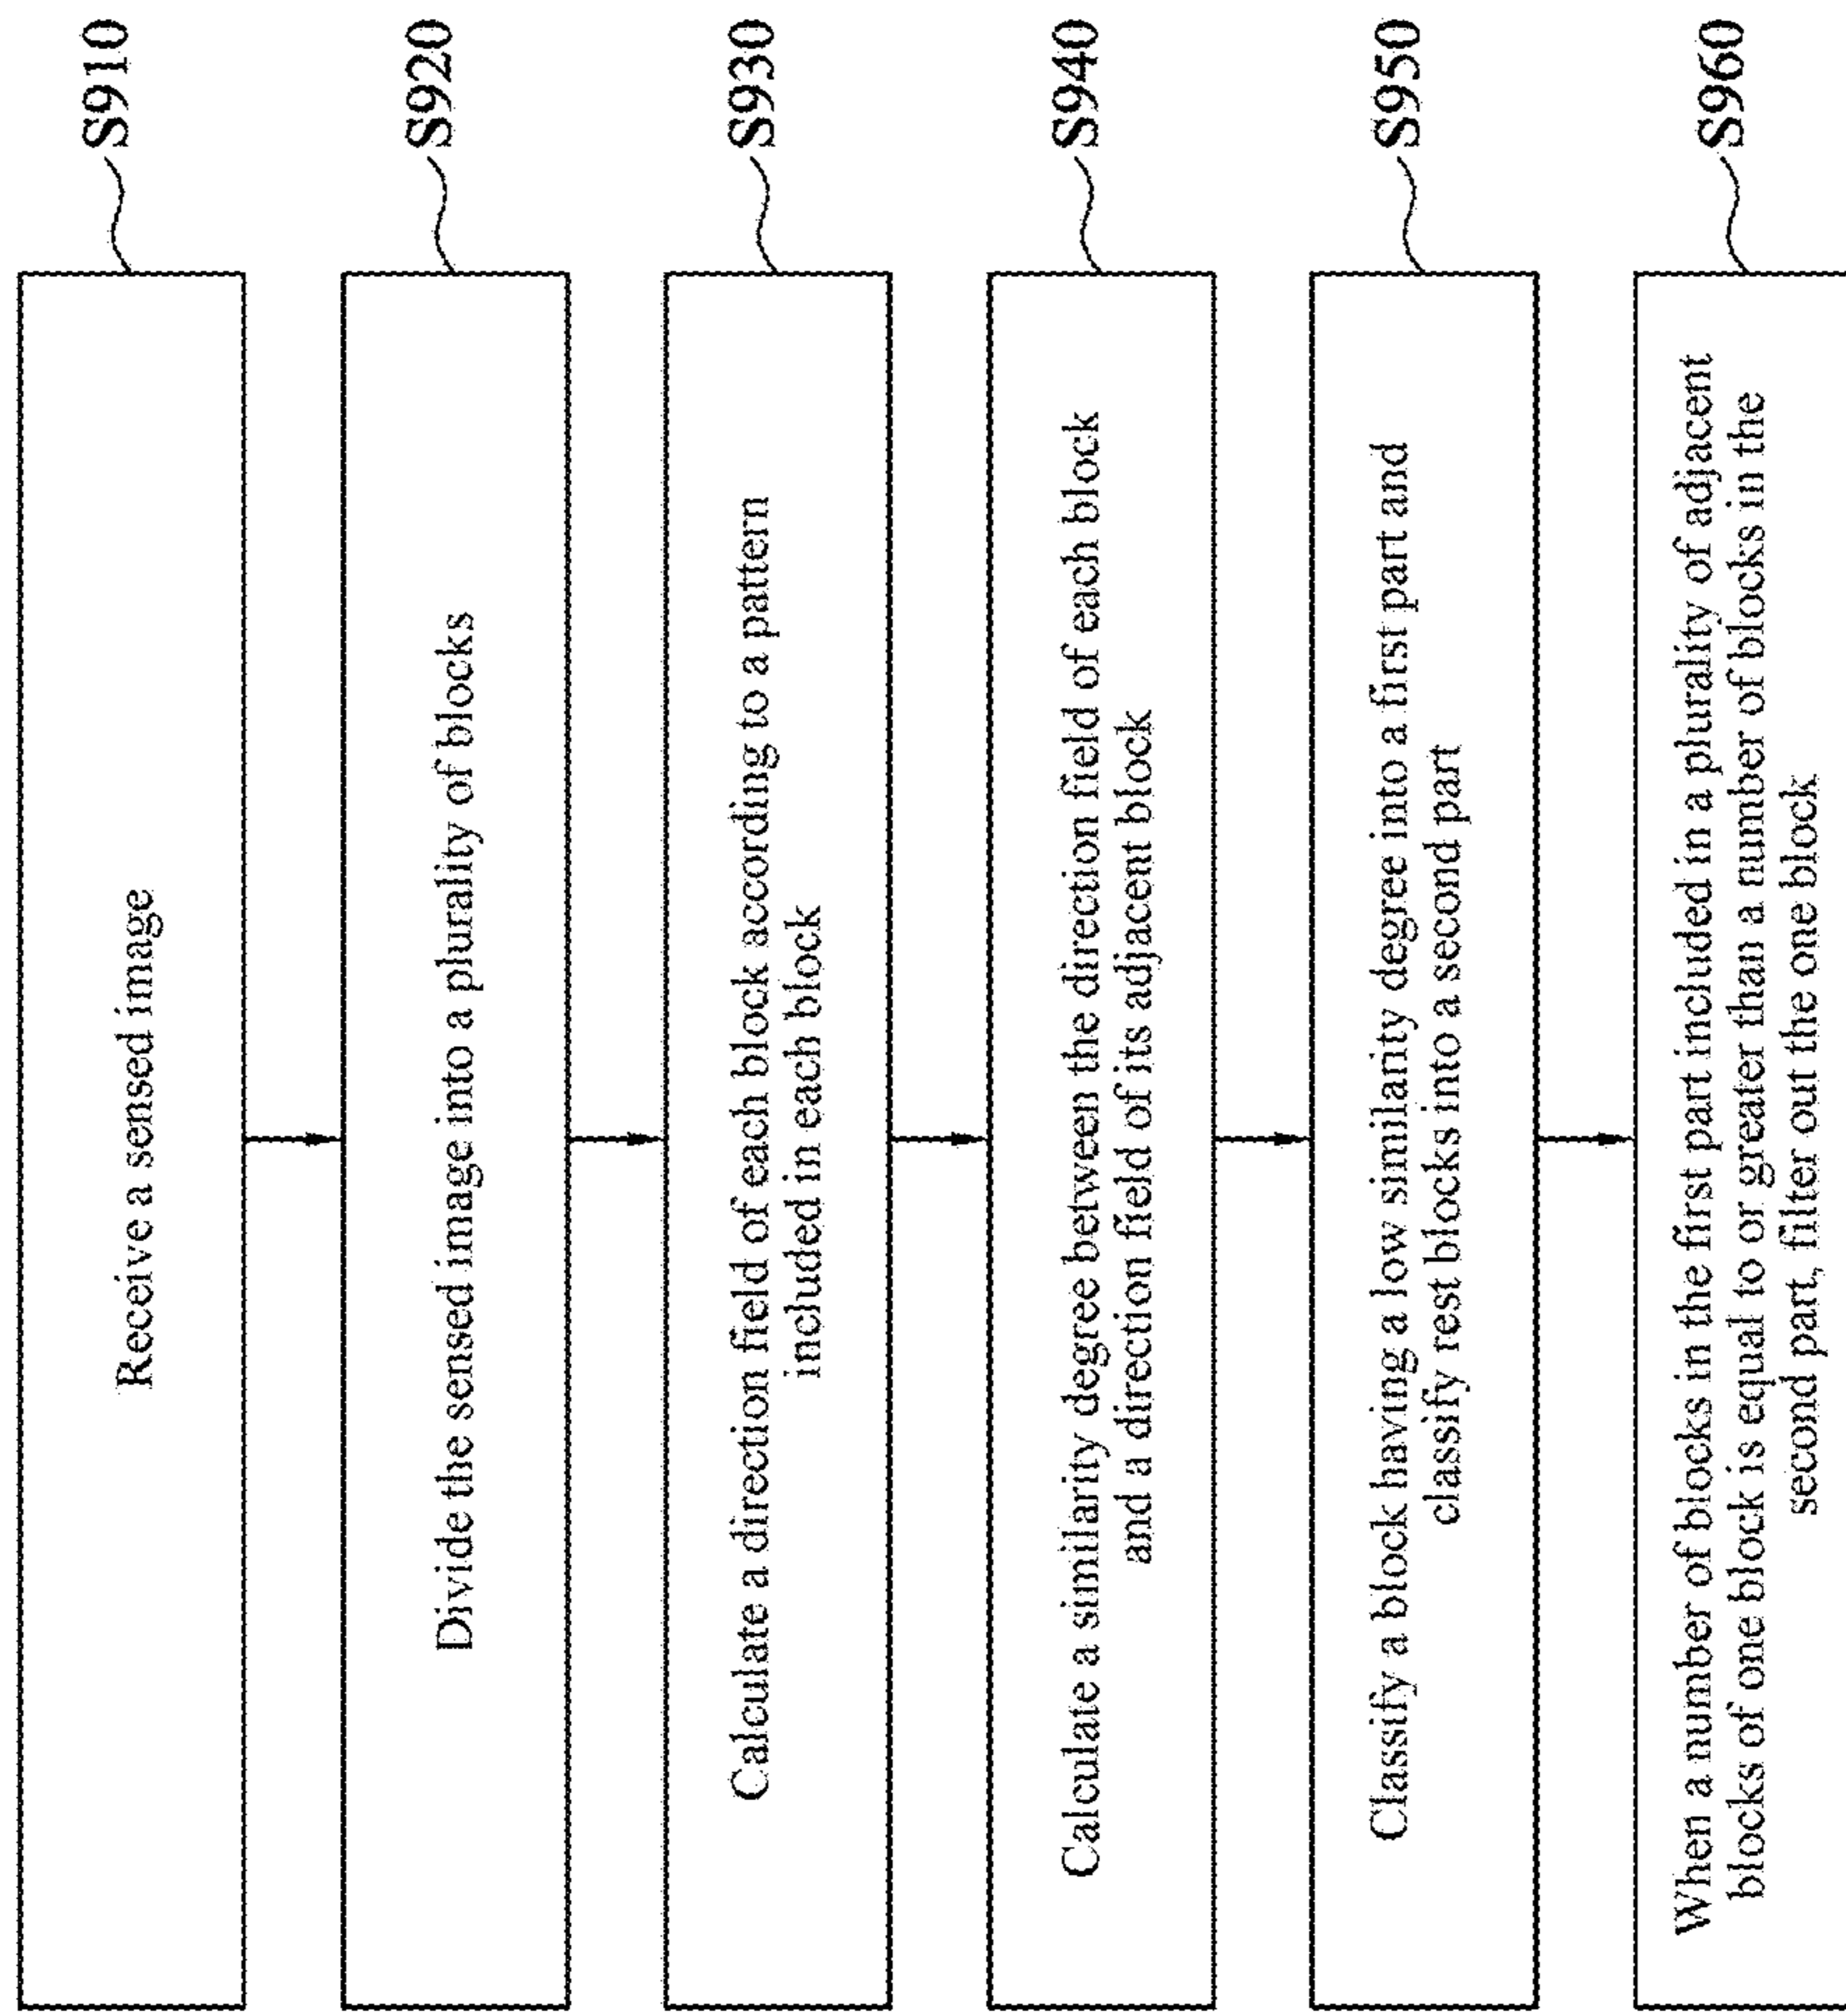 Receive a sensed image
S910
Divide the sensed image into a plurality of blocks
S920
Calculate a direction field of each block according to a pattern
included in each block
S930
Calculate a similarity degree between the direction field of each block
and a direction field of its adjacent block
S940
Classify a block having a low similarity degree into a first part and
classify rest blocks into a second part
S950
When a number of blocks in the first part included in a plurality of adjacent
blocks of one block is equal to or greater than a number of blocks in the
second part, filter out the one block
S960